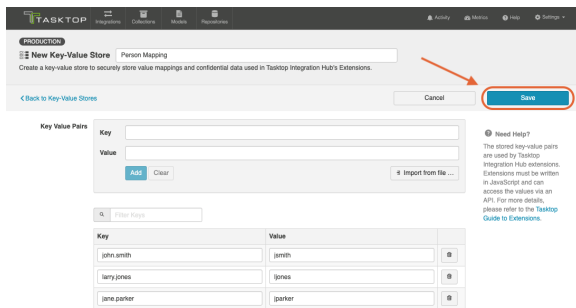 TASKTOP
Integrations
Collections
Models
Repositories
Activity
Metrics
Help
Settings
PRODUCTION
New Key-Value Store
Person Mapping
Create a key-value store to securely store value mappings and confidential data used in Tasktop Integration Hub's Extensions.
Back to Key-Value Stores
Cancel
Save
Key Value Pairs
Key
Value
Add
Clear
Import from file ...
Need Help?
The stored key-value pairs
are used by Tasktop
Integration Hub extensions.
Extensions must be written
in JavaScript and can
access the values via an
API. For more details,
please refer to the Tasktop
Guide to Extensions.
Filter Keys
Key
Value
john.smith
jsmith
larry.jones
ljones
jane.parker
jparker